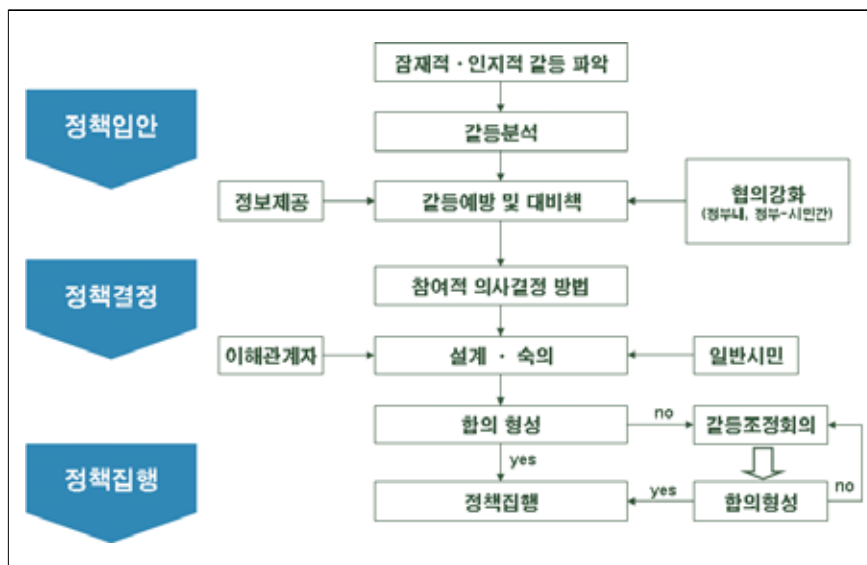 잠재적·인지적 갈등 파악
정책입안
갈등분석
정보제공
갈등예방 및 대비책
협의강화
(정부내, 정부-시민간)
정책결정
참여적 의사결정 방법
이해관계자
설계 · 숙의
일반시민
합의 형성
no
갈등조정회의
yes
정책집행
정책집행
yes
합의형성
no